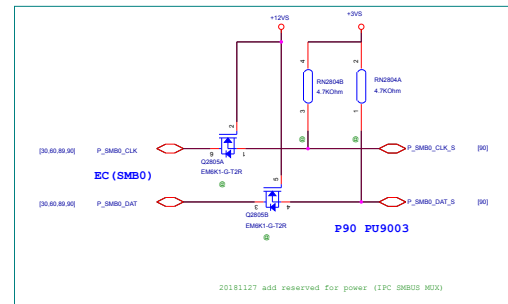 +12VS +3VS
4 2
RN2804B RN2804A
4.7KOhm 4.7KOhm
3 1
2
@ @
[30,60,89,90] P_SMB0_CLK 6 1 P_SMB0_CLK_S [90]
Q2805A
EC(SMB0) EM6K1-G-T2R
5
@
[30,60,89,90] P_SMB0_DAT 3 4 P_SMB0_DAT_S [90]
Q2805B
EM6K1-G-T2R P90 PU9003
@
20181127 add reserved for power (IPC SMBUS MUX)